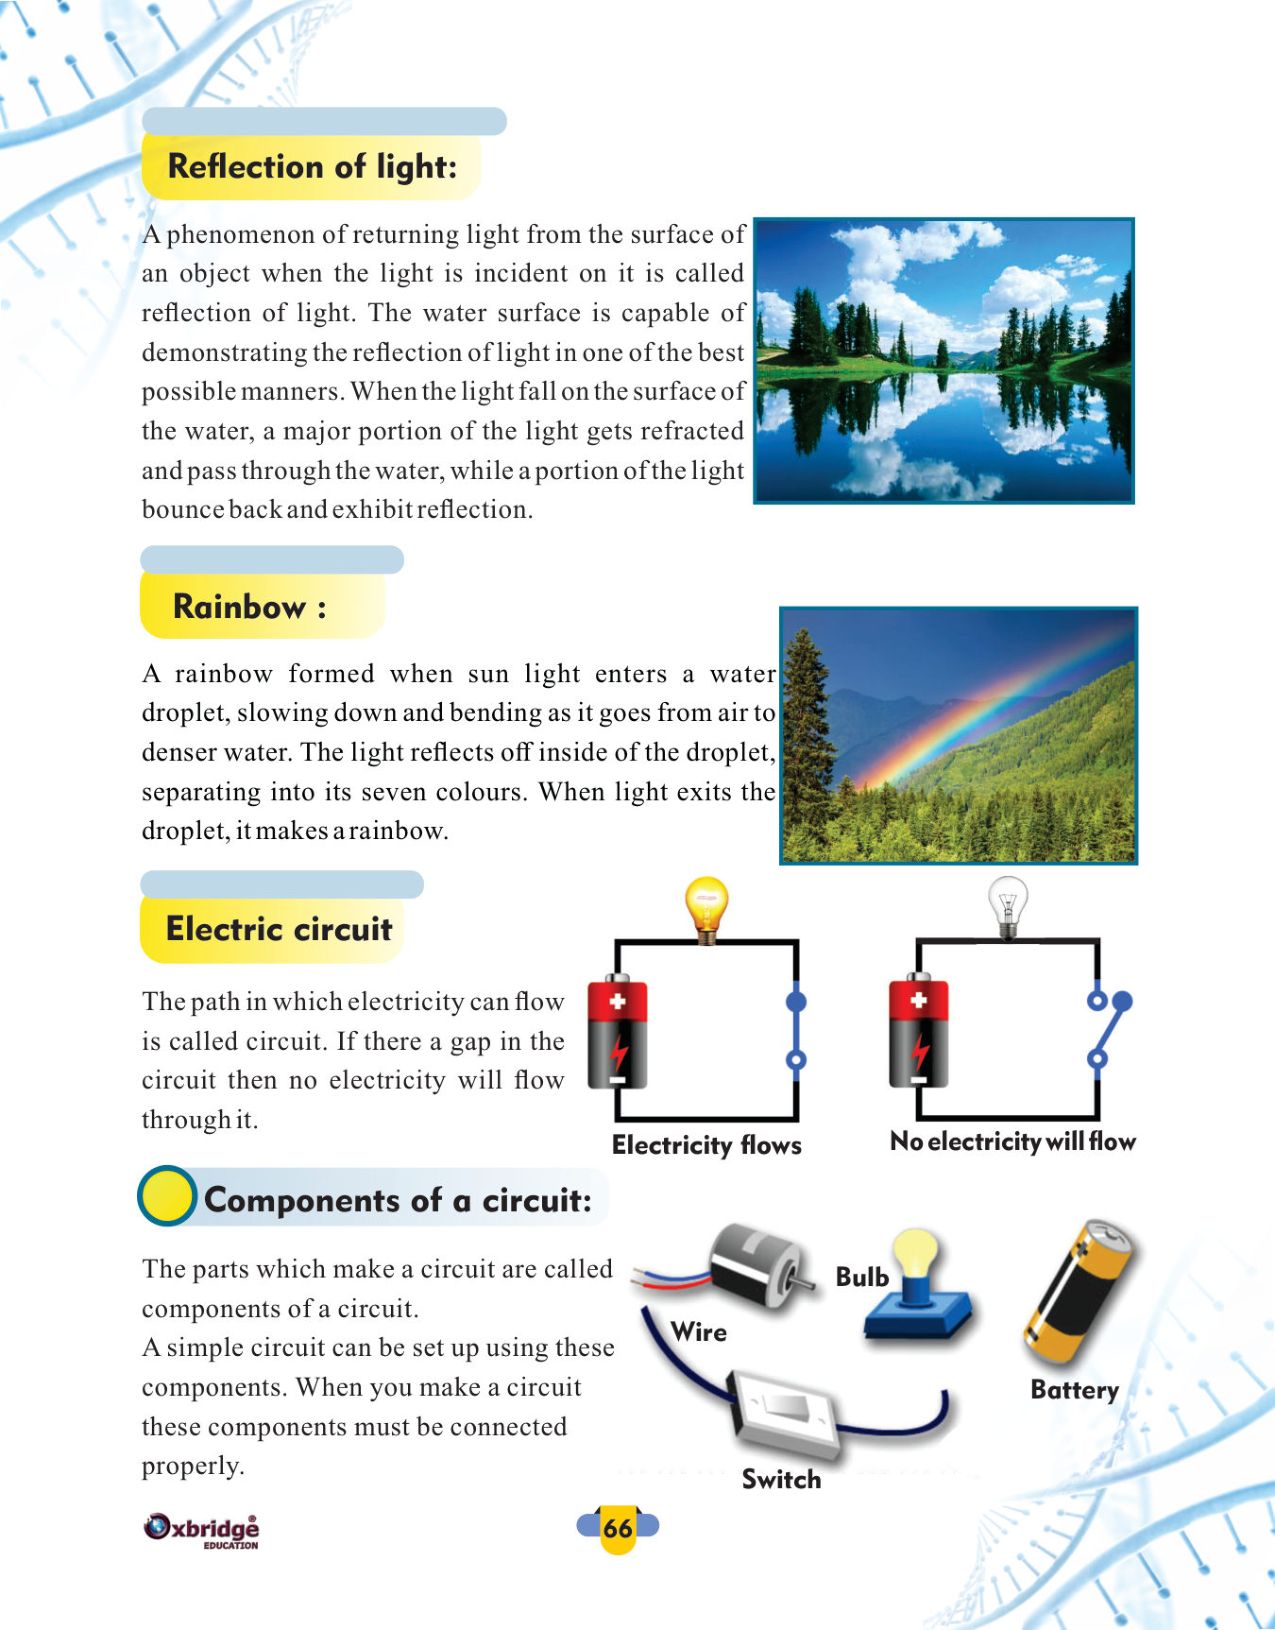 Reflection of light:
A phenomenon of returning light from the surface of
an object when the light is incident on it is called
reflection of light. The water surface is capable of
demonstrating the reflection of light in one of the best
possible manners. When the light fall on the surface of
the water, a major portion of the light gets refracted
and pass through the water, while a portion of the light
bounce back and exhibit reflection.
Rainbow :
A rainbow formed when sun light enters a water
droplet, slowing down and bending as it goes from air to
denser water. The light reflects off inside of the droplet,
separating into its seven colours. When light exits the
droplet, it makes a rainbow.
Electric circuit
The path in which electricity can flow
is called circuit. If there a gap in the
circuit then no electricity will flow
through it.
Electricity flows
No electricity will flow
Components of a circuit:
The parts which make a circuit are called
components of a circuit.
A simple circuit can be set up using these
components. When you make a circuit
these components must be connected
properly.
Wire
Bulb
Battery
Switch
Oxbridge®
EDUCATION
66